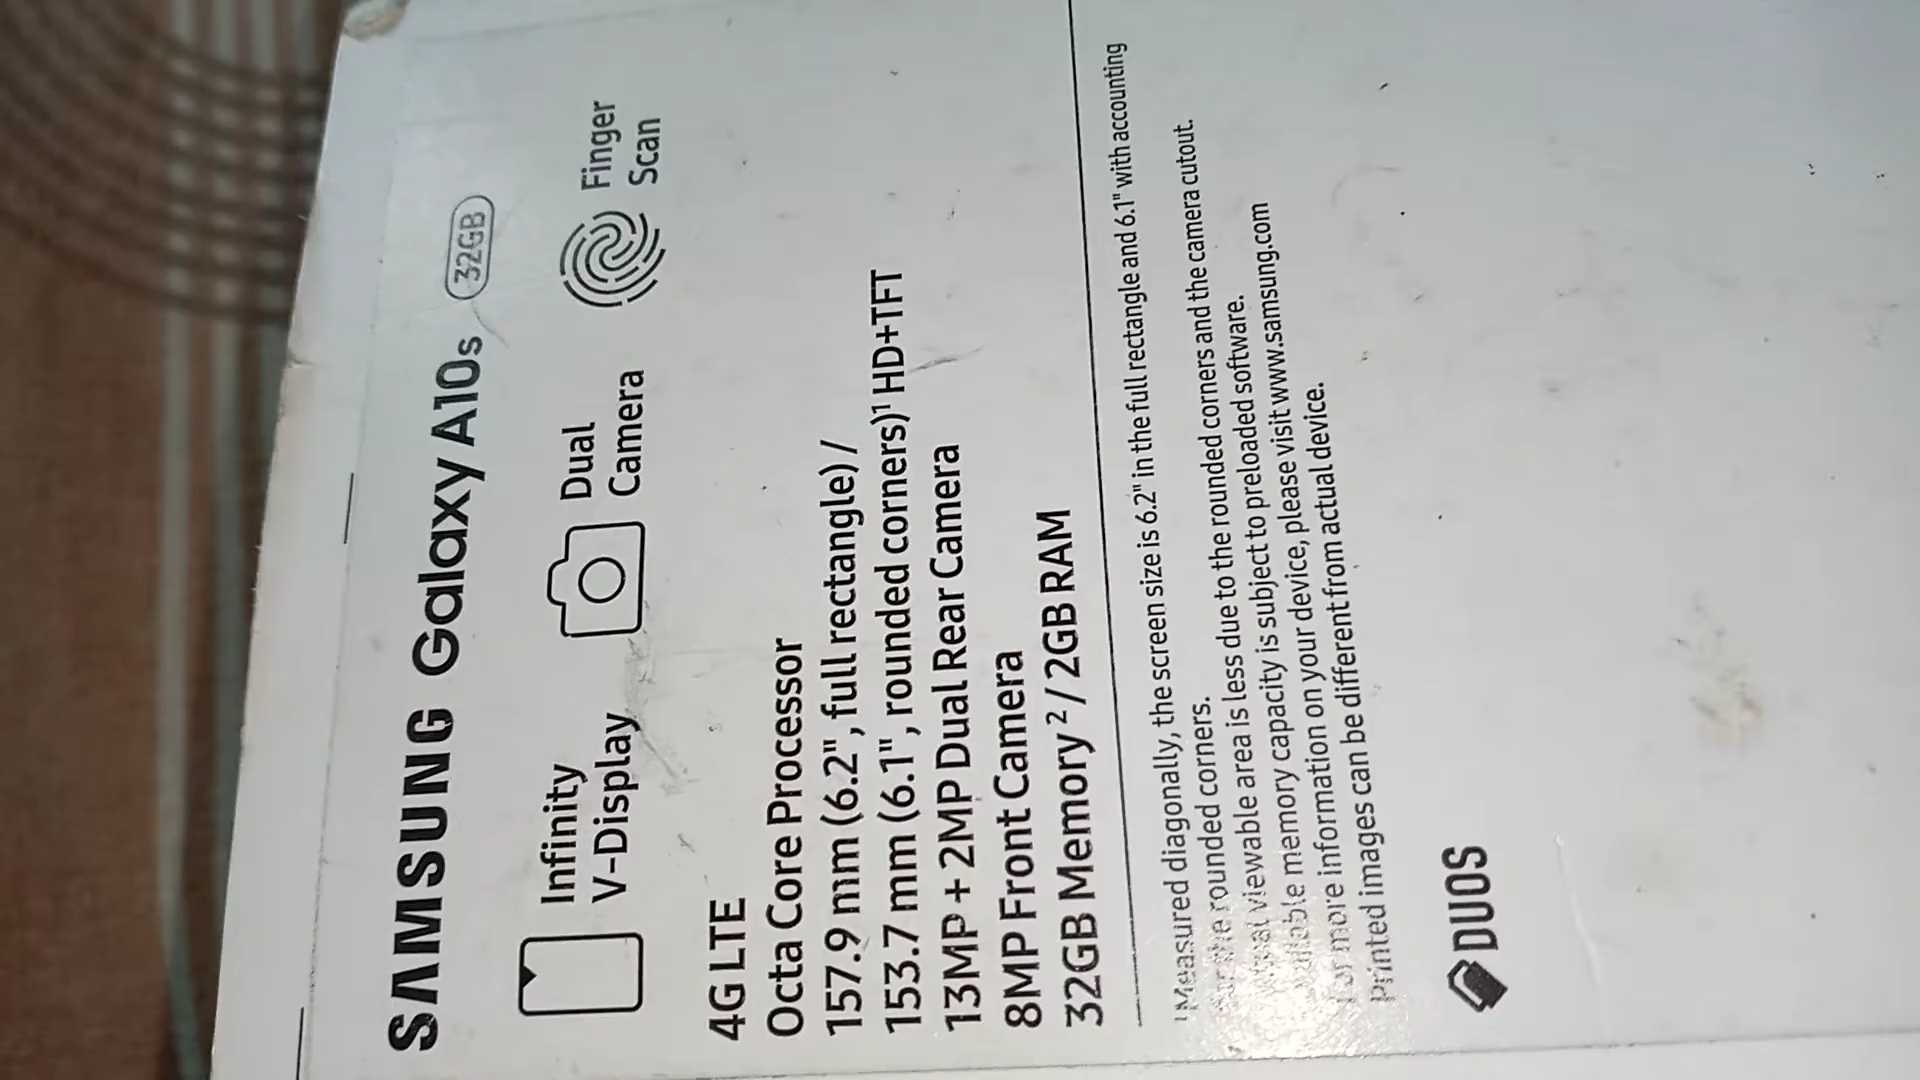 SAMSUNG Galaxy A10s 32GB
Infinity
V-Display
Dual
Camera
Finger
Scan
4G LTE
Octa Core Processor
157.9 mm (6.2", full rectangle) /
153.7 mm (6.1", rounded corners)¹ HD+TFT
13MP + 2MP Dual Rear Camera
8MP Front Camera
32GB Memory ² / 2GB RAM
¹Measured diagonally, the screen size is 6.2" in the full rectangle and 6.1" with accounting
rounded corners.
viewable area is less due to the rounded corners and the camera cutout.
memory capacity is subject to preloaded software.
For more information on your device, please visit www.samsung.com
Printed images can be different from actual device.
DUOS